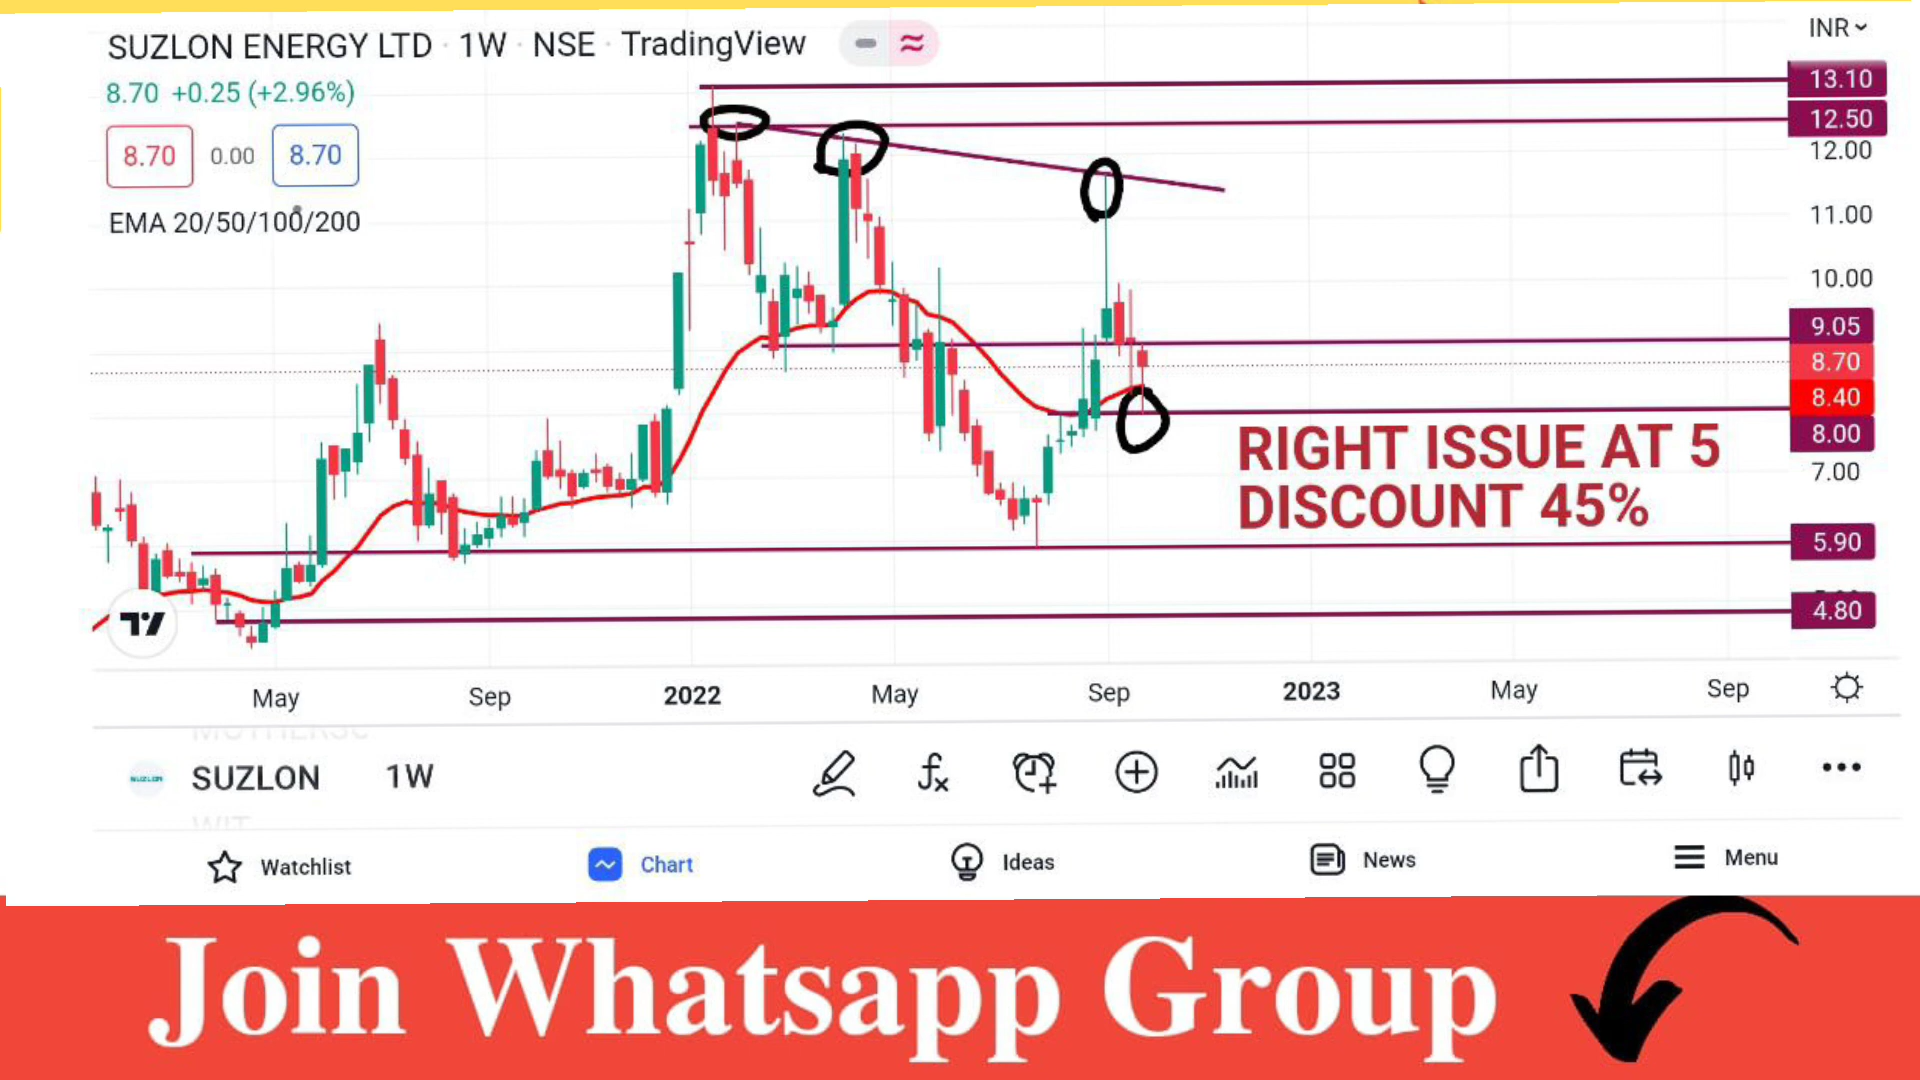 SUZLON ENERGY LTD · 1W · NSE · TradingView
INR
8.70 +0.25 (+2.96%)
8.70 0.00 8.70
EMA 20/50/100/200
13.10
12.50
12.00
11.00
10.00
9.05
8.70
8.40
8.00
7.00
5.90
4.80
RIGHT ISSUE AT 5
DISCOUNT 45%
May Sep 2022 May Sep 2023 May Sep
SUZLON 1W
Watchlist Chart Ideas News Menu
Join Whatsapp Group